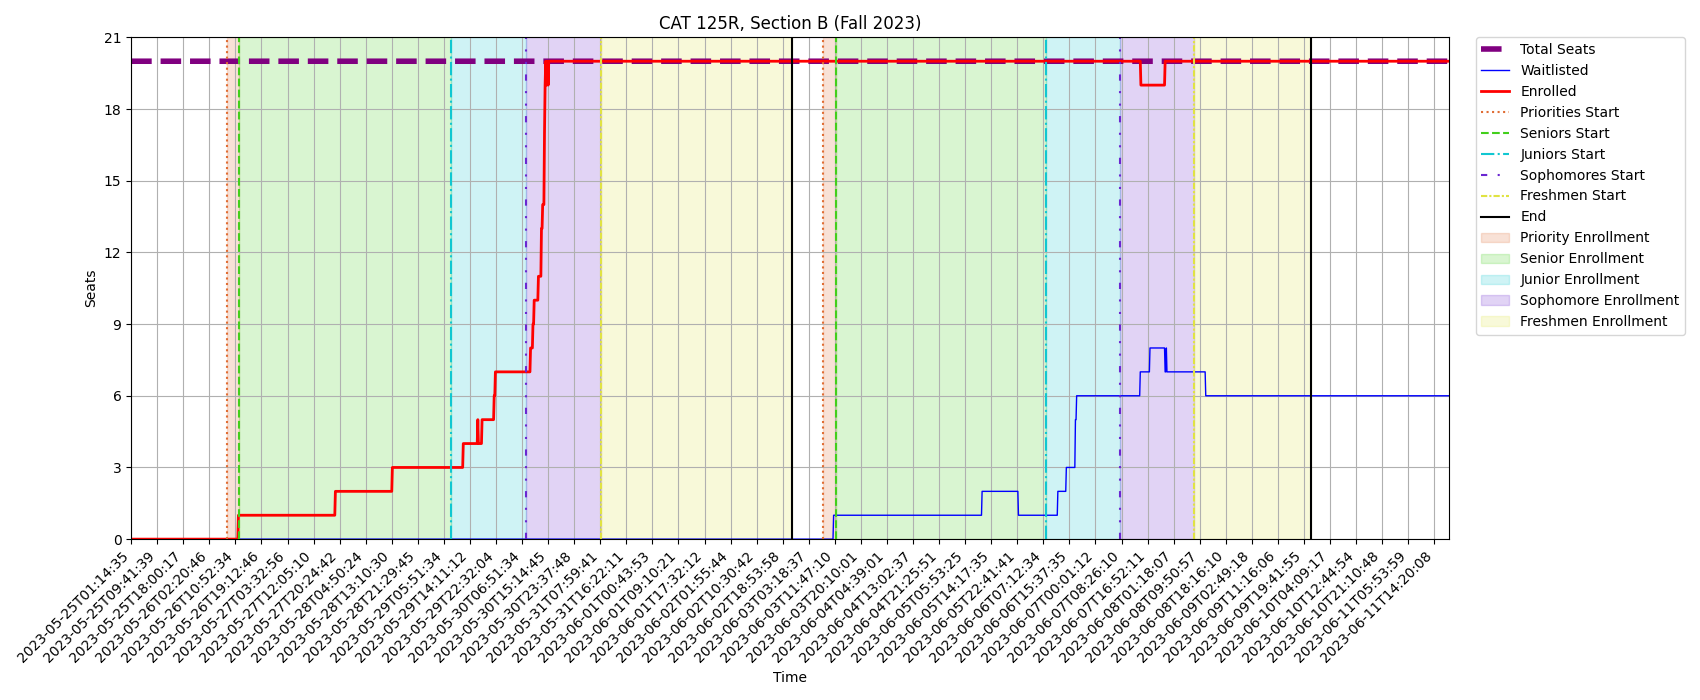 CAT 125R, Section B (Fall 2023)
21
18
15
12
9
6
3
0
Seats
2023-05-25T01:14:35
2023-05-25T09:41:39
2023-05-25T18:00:17
2023-05-26T02:20:46
2023-05-26T10:52:34
2023-05-26T19:12:46
2023-05-27T03:32:56
2023-05-27T12:05:10
2023-05-27T20:24:42
2023-05-28T04:50:24
2023-05-28T13:10:30
2023-05-28T21:29:45
2023-05-29T05:51:34
2023-05-29T14:11:12
2023-05-29T22:32:04
2023-05-30T06:51:34
2023-05-30T15:14:45
2023-05-30T23:37:48
2023-05-31T07:59:41
2023-05-31T16:22:11
2023-06-01T00:43:53
2023-06-01T09:10:21
2023-06-01T17:32:12
2023-06-02T01:55:44
2023-06-02T10:30:42
2023-06-02T18:53:58
2023-06-03T03:18:37
2023-06-03T11:47:10
2023-06-03T20:10:01
2023-06-04T04:39:01
2023-06-04T13:02:37
2023-06-04T21:25:51
2023-06-05T05:53:25
2023-06-05T14:17:35
2023-06-05T22:41:41
2023-06-06T07:12:34
2023-06-06T15:37:35
2023-06-07T00:01:12
2023-06-07T08:26:10
2023-06-07T16:52:11
2023-06-08T01:18:07
2023-06-08T09:50:57
2023-06-08T18:16:10
2023-06-09T02:49:18
2023-06-09T11:16:06
2023-06-09T19:41:55
2023-06-10T04:09:17
2023-06-10T12:44:54
2023-06-10T21:10:48
2023-06-11T05:53:59
2023-06-11T14:20:08
Time
Total Seats
Waitlisted
Enrolled
Priorities Start
Seniors Start
Juniors Start
Sophomores Start
Freshmen Start
End
Priority Enrollment
Senior Enrollment
Junior Enrollment
Sophomore Enrollment
Freshmen Enrollment